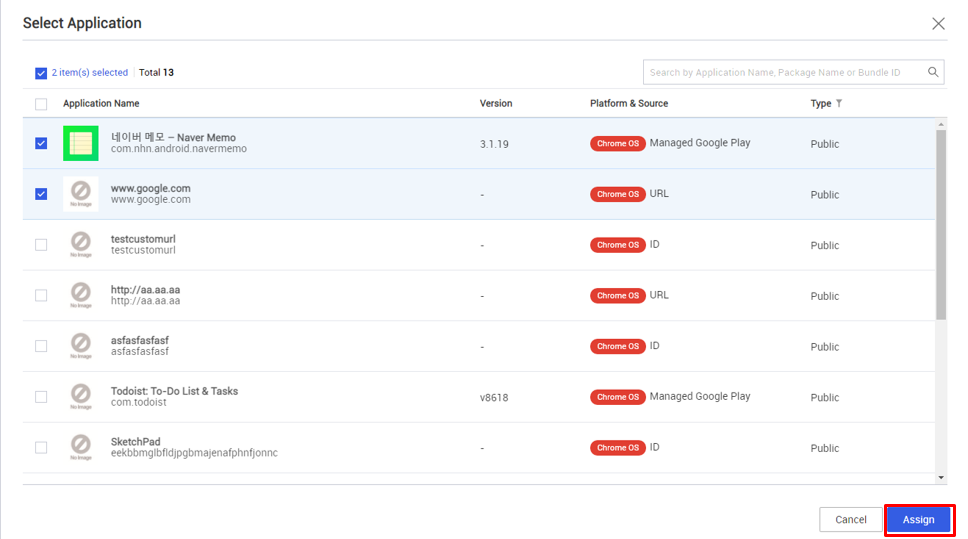 Select Application
2 item(s) selected Total 13
Search by Application Name, Package Name or Bundle ID
Application Name Version Platform & Source Type
네이버 메모 – Naver Memo
com.nhn.android.navermemo
3.1.19 Chrome OS Managed Google Play Public
No Image
www.google.com
www.google.com
- Chrome OS URL Public
No Image
testcustomurl
testcustomurl
- Chrome OS ID Public
No Image
http://aa.aa.aa
http://aa.aa.aa
- Chrome OS URL Public
No Image
asfasfasfasf
asfasfasfasf
- Chrome OS ID Public
No Image
Todoist: To-Do List & Tasks
com.todoist
v8618 Chrome OS Managed Google Play Public
No Image
SketchPad
eekbbmglbfldjpgbmajenafphnfjonnc
- Chrome OS ID Public
No Image
Cancel Assign